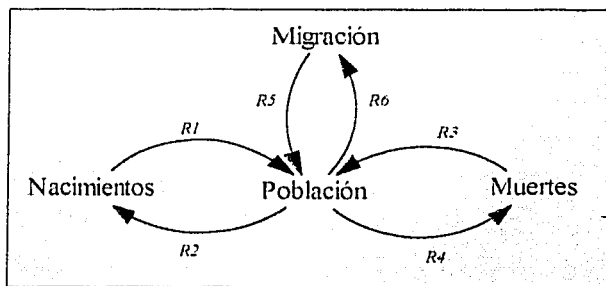 Migración
R5
R6
R1
R3
Nacimientos
Población
Muertes
R2
R4